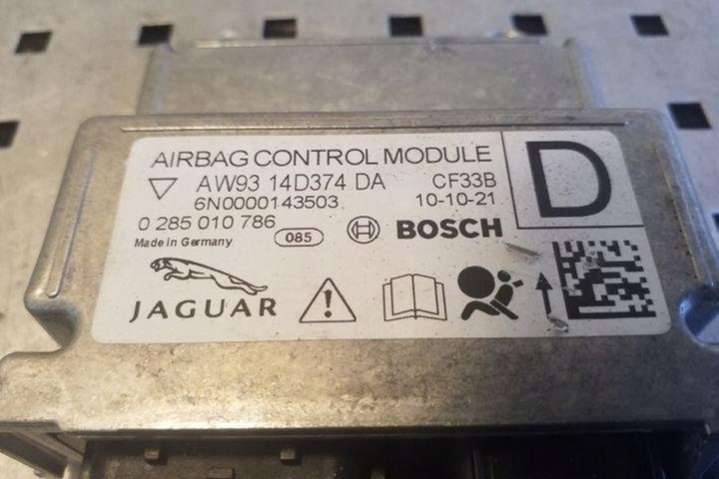 AIRBAG CONTROL MODULE
D
AW93 14D374 DA CF33B
6N0000143503 10-10-21
0 285 010 786
Made in Germany 085 BOSCH
JAGUAR